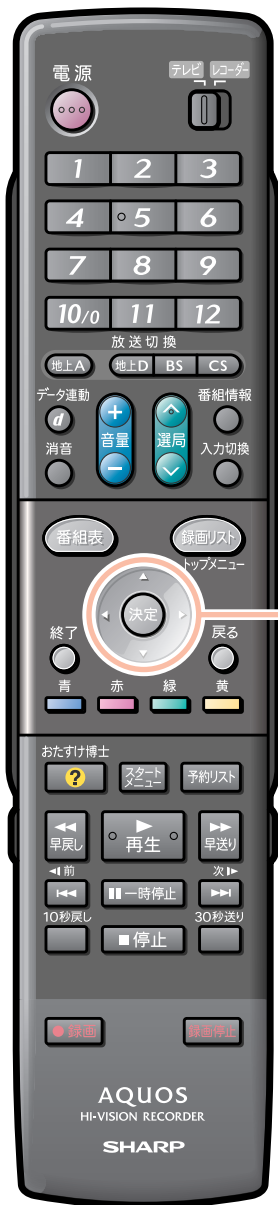 電源
テレビ レコーダー
1 2 3
4 5 6
7 8 9
10/0 11 12
放送切換
地上A 地上D BS CS
データ連動 番組情報
d + 音量 − 選局
消音 入力切換
番組表 録画リスト
トップメニュー
決定
終了 戻る
青 赤 緑 黄
おたすけ博士
? スタートメニュー 予約リスト
早戻し 再生 早送り
前 次
一時停止
10秒戻し 30秒送り
停止
録画 録画停止
AQUOS
HI-VISION RECORDER
SHARP